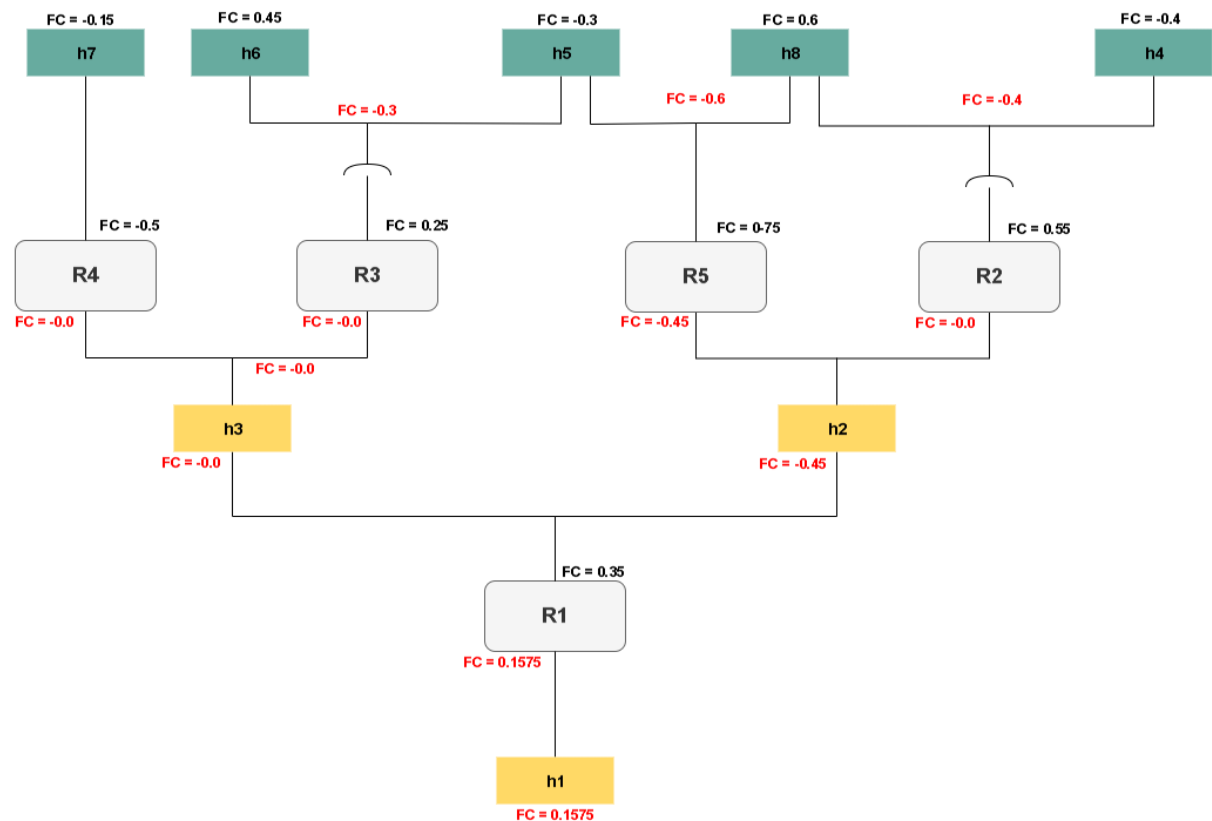 FC = -0.15
FC = 0.45
FC = -0.3
FC = 0.6
FC = -0.4
h7
h6
h5
h8
h4
FC = -0.3
FC = -0.6
FC = -0.4
FC = -0.5
FC = 0.25
FC = 0-75
FC = 0.55
R4
R3
R5
R2
FC = -0.0
FC = -0.0
FC = -0.45
FC = -0.0
FC = -0.0
h3
h2
FC = -0.0
FC = -0.45
FC = 0.35
R1
FC = 0.1575
h1
FC = 0.1575